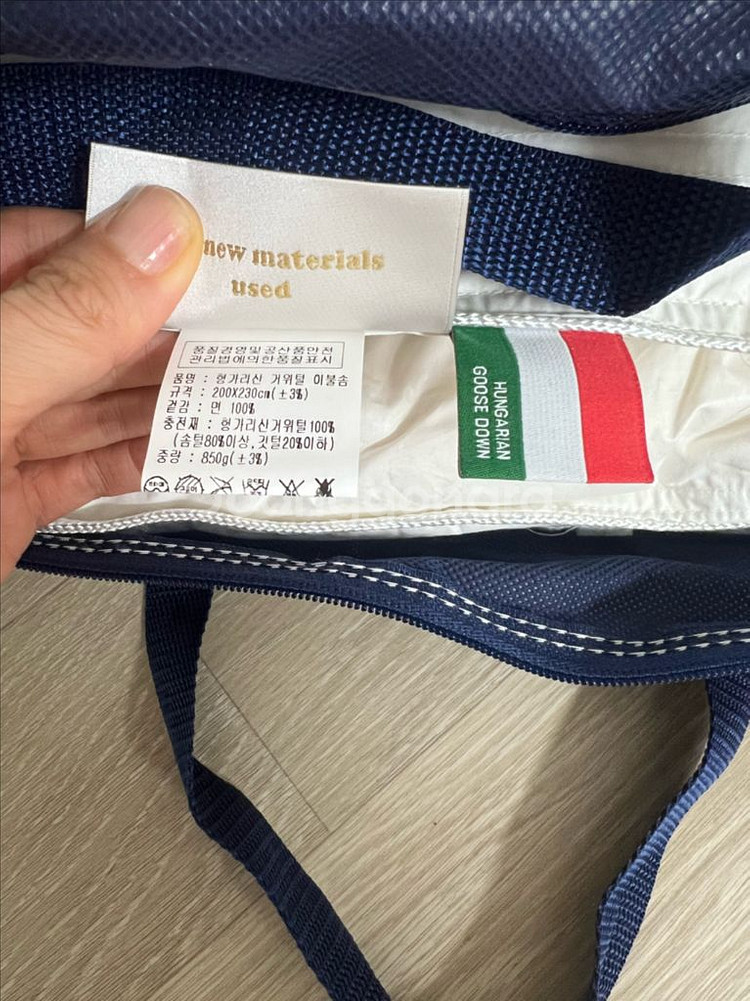 new materials
used
품질경영및공산품안전
관리법에의한품질표시
품명 : 헝가리산 거위털 이불솜
규격 : 200X230cm(±3%)
겉감 : 면 100%
충전재 : 헝가리산거위털100%
(솜털80%이상,깃털20%이하)
중량 : 850g(±3%)
HUNGARIAN
GOOSE DOWN